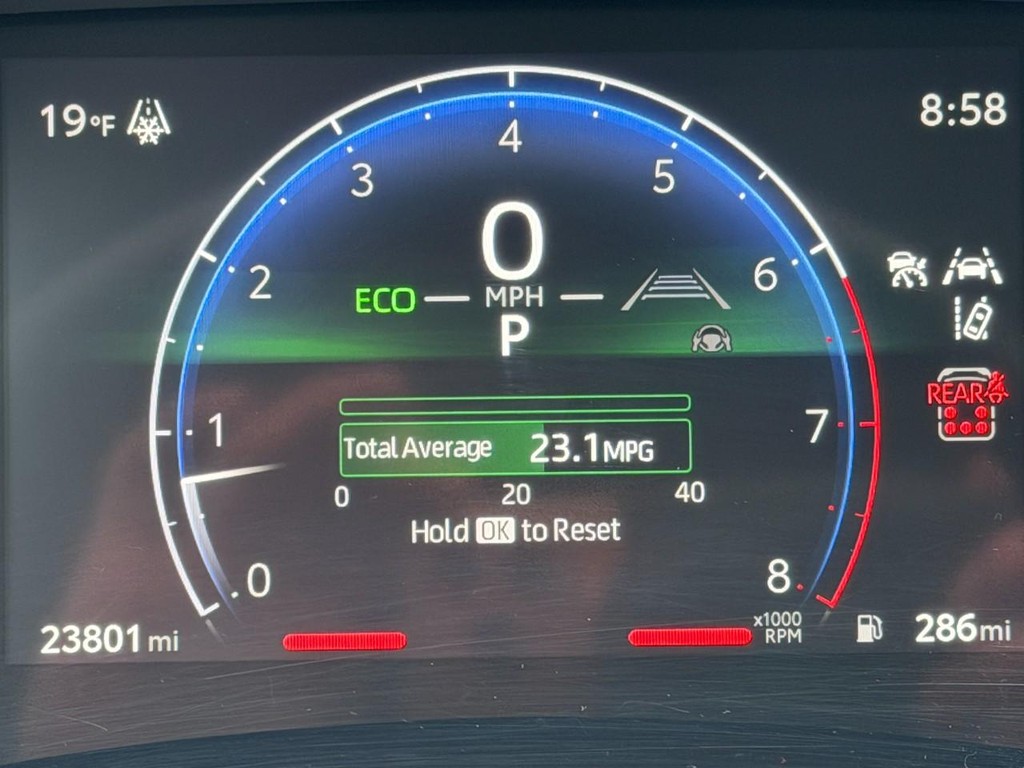 19°F
8:58
4
3
5
0
2
6
ECO
MPH
P
REAR
1
7
Total Average 23.1MPG
0 20 40
Hold OK to Reset
0
8
x1000
RPM
23801 mi
286mi